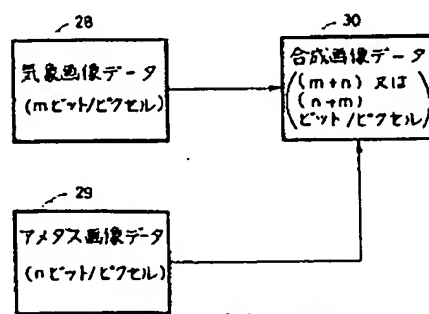 28
気象画像データ
(mビット/ピクセル)
30
合成画像データ
(m+n) 又は
(n+m)
ビット/ピクセル
29
アメダス画像データ
(nビット/ピクセル)